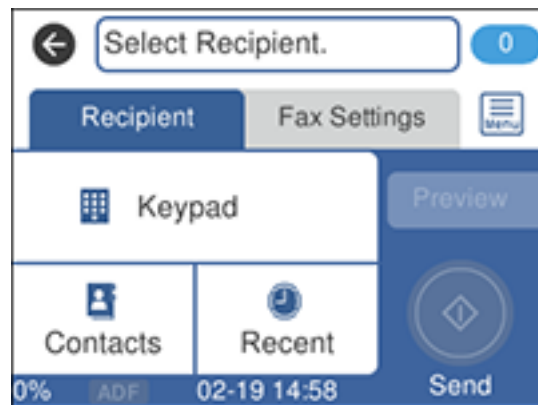 Select Recipient.
0
Recipient
Fax Settings
Menu
Keypad
Preview
Contacts
Recent
0%
ADF
02-19 14:58
Send